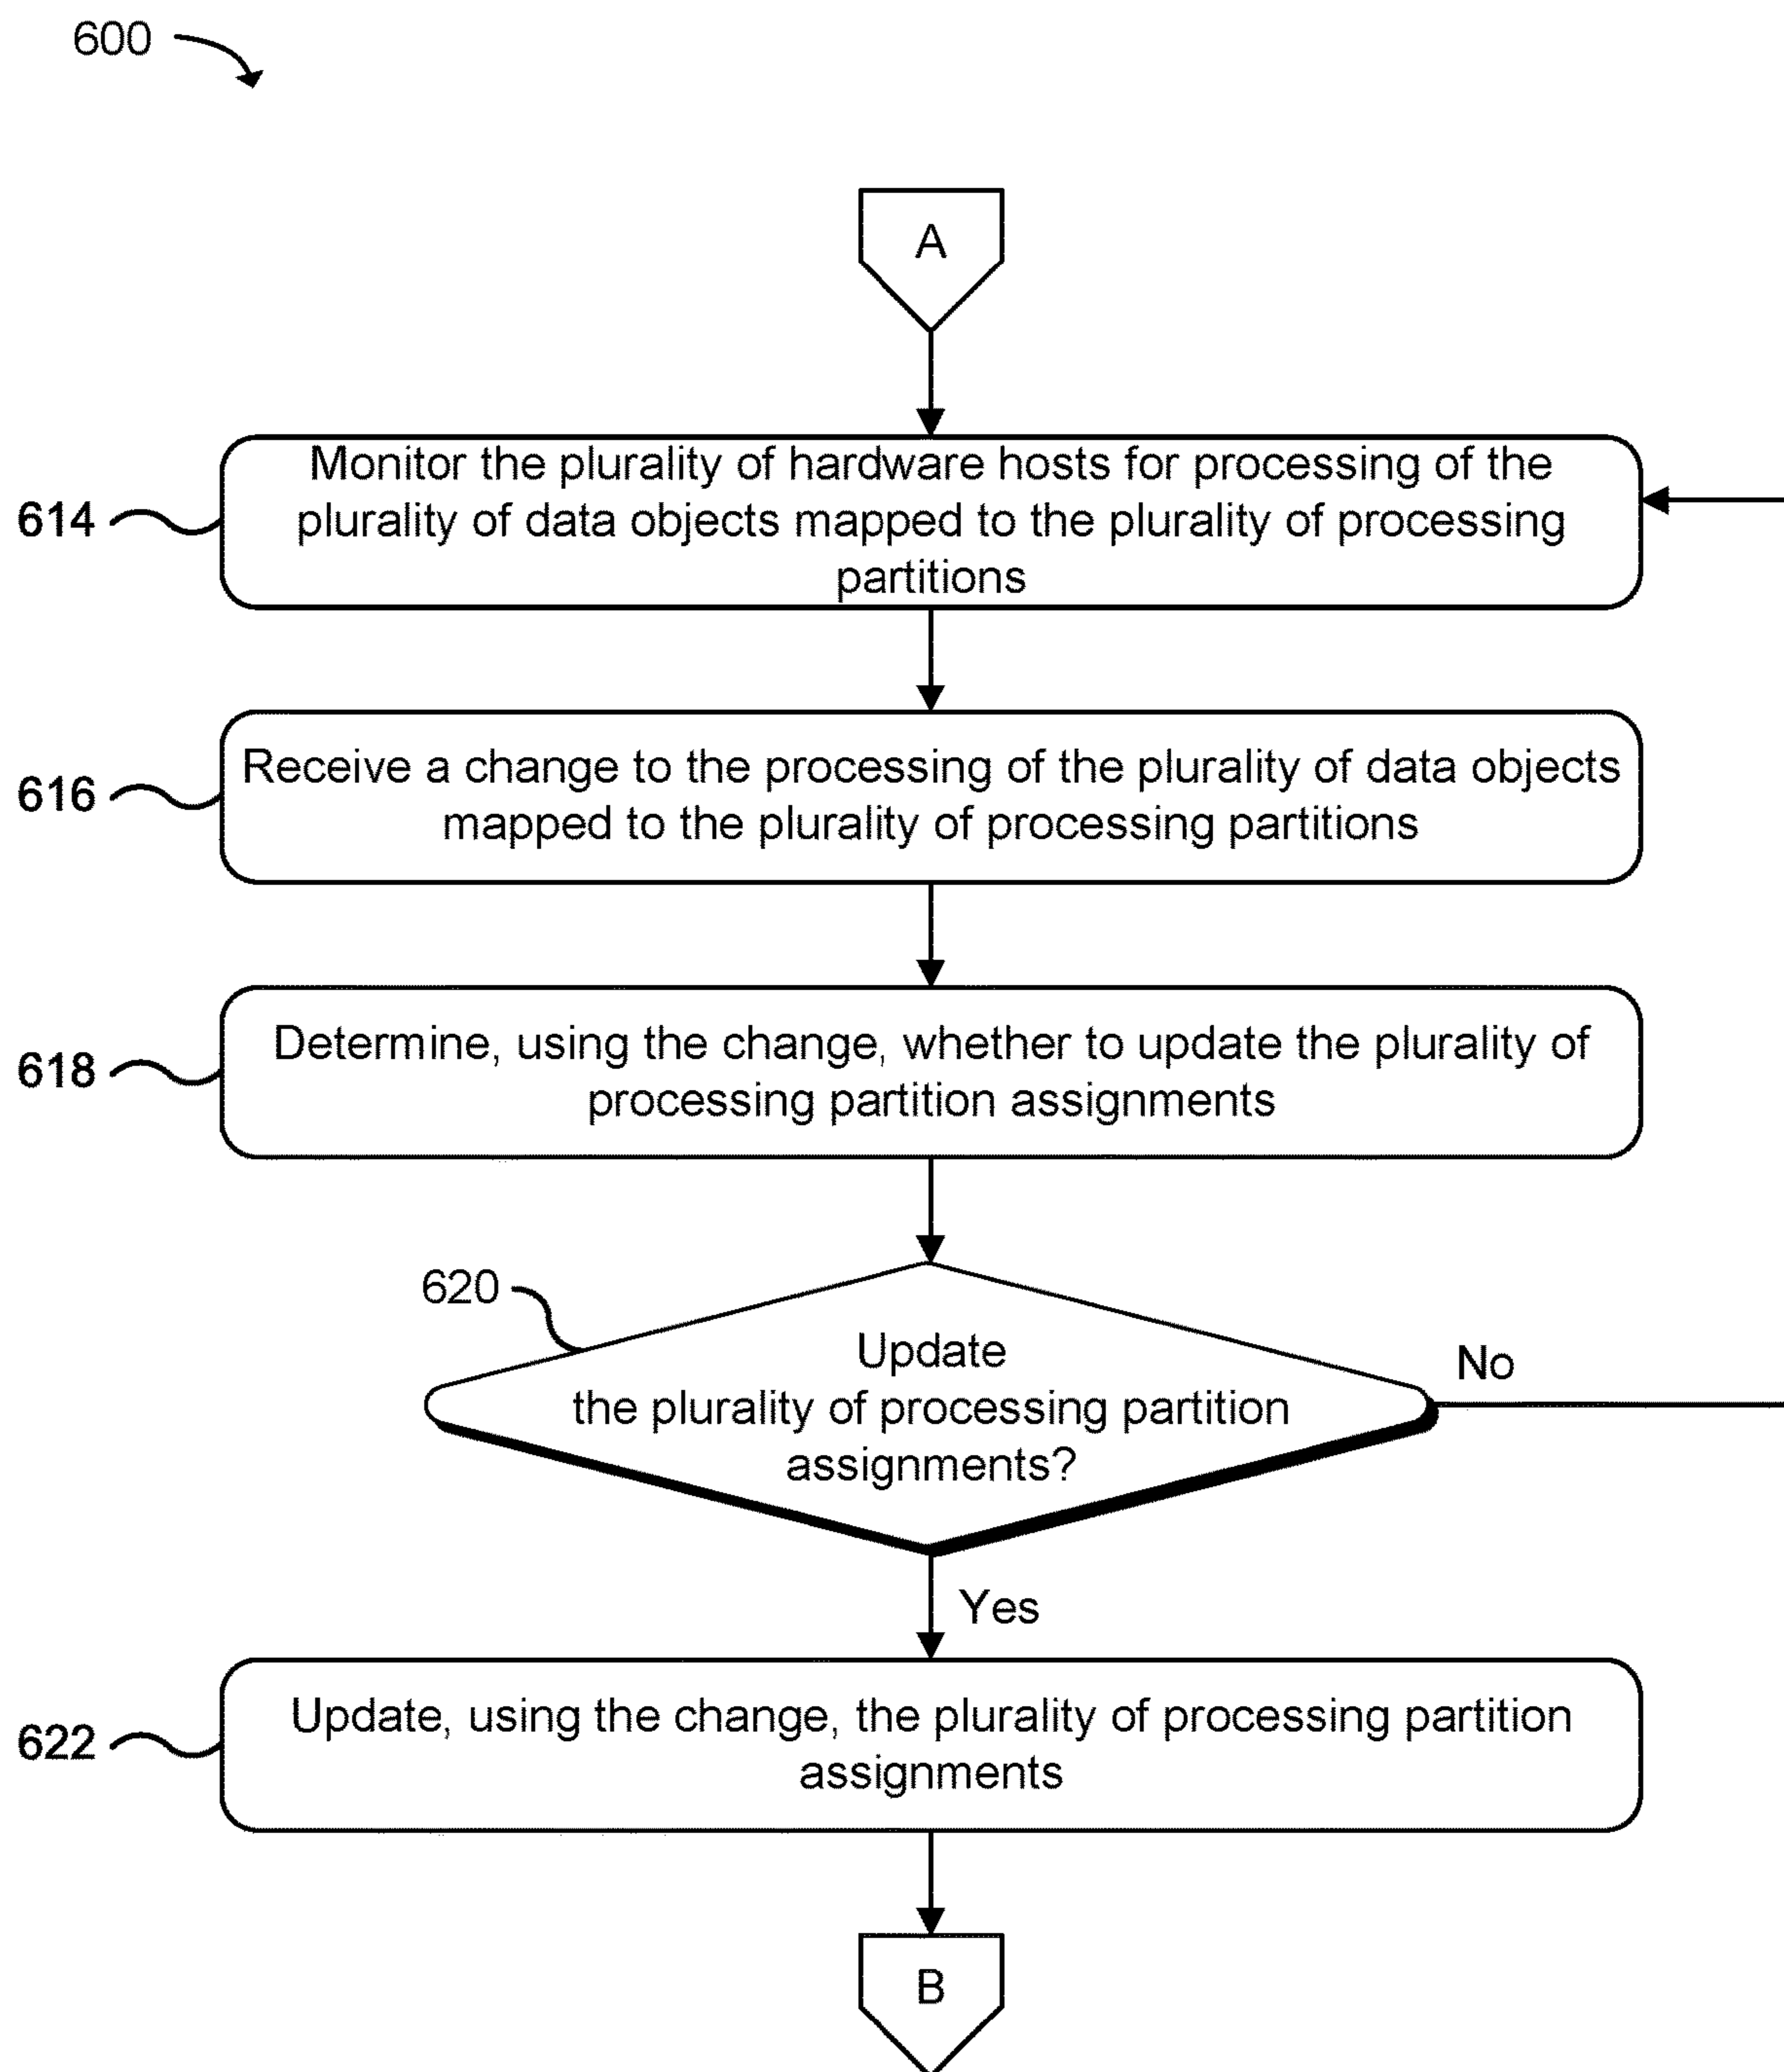 600
A
Monitor the plurality of hardware hosts for processing of the
plurality of data objects mapped to the plurality of processing
partitions
614
Receive a change to the processing of the plurality of data objects
mapped to the plurality of processing partitions
616
Determine, using the change, whether to update the plurality of
processing partition assignments
618
620
Update
the plurality of processing partition
assignments?
No
Yes
Update, using the change, the plurality of processing partition
assignments
622
B